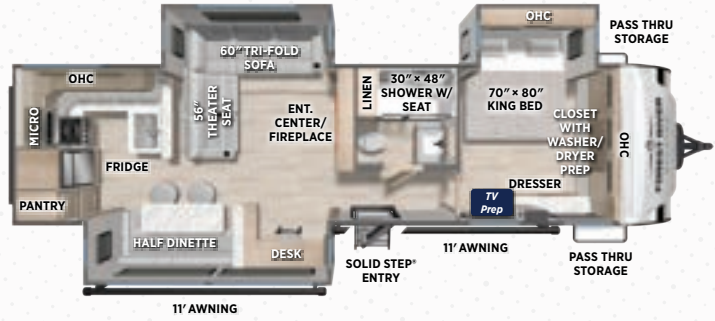 OHC
PASS THRU
STORAGE
60" TRI-FOLD
SOFA
OHC
MICRO
56"
THEATER
SEAT
ENT.
CENTER/
FIREPLACE
LINEN
30" × 48"
SHOWER W/
SEAT
70" × 80"
KING BED
CLOSET
WITH
WASHER/
DRYER
PREP
OHC
FRIDGE
PANTRY
HALF DINETTE
DESK
DRESSER
TV
Prep
SOLID STEP®
ENTRY
11' AWNING
PASS THRU
STORAGE
11' AWNING